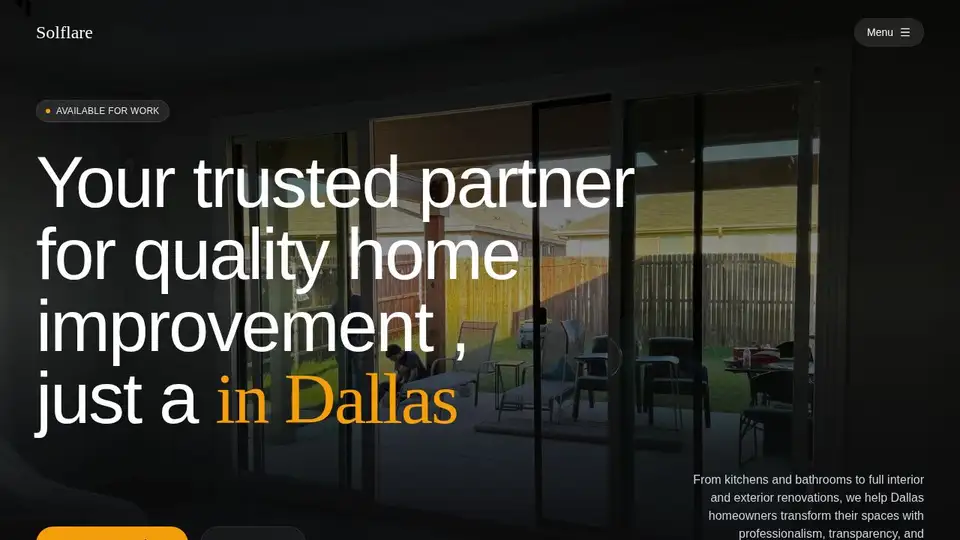 Solflare
Menu
AVAILABLE FOR WORK
Your trusted partner
for quality home
improvement ,
just a in Dallas
From kitchens and bathrooms to full interior
and exterior renovations, we help Dallas
homeowners transform their spaces with
professionalism, transparency, and